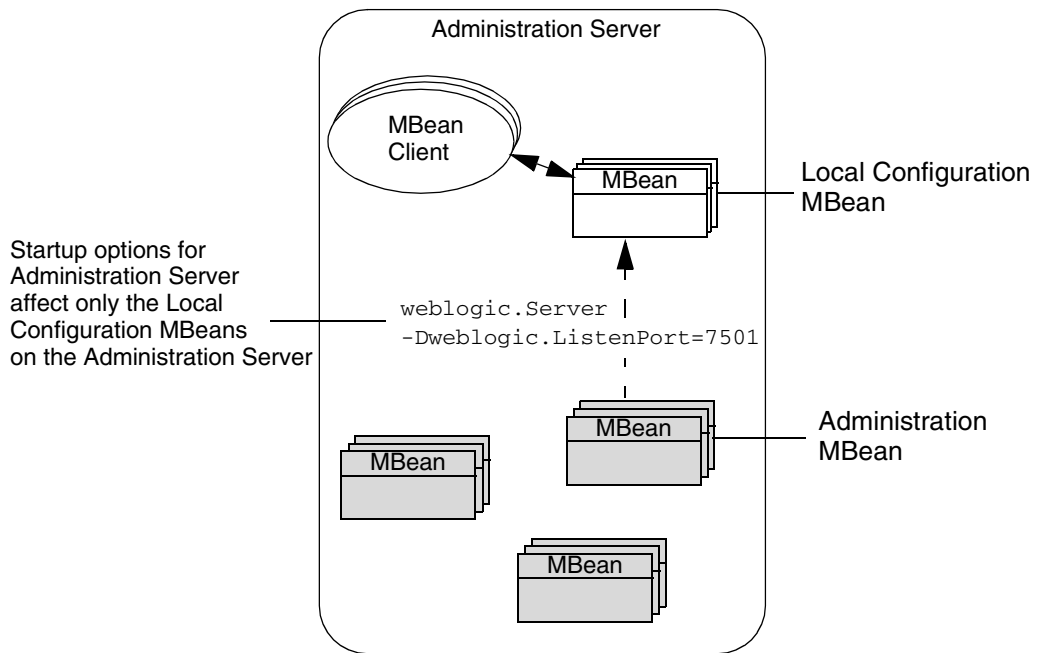 Administration Server
MBean
Client
MBean
Local Configuration
MBean
Startup options for
Administration Server
affect only the Local
Configuration MBeans
on the Administration Server
weblogic.Server
-Dweblogic.ListenPort=7501
MBean
Administration
MBean
MBean
MBean